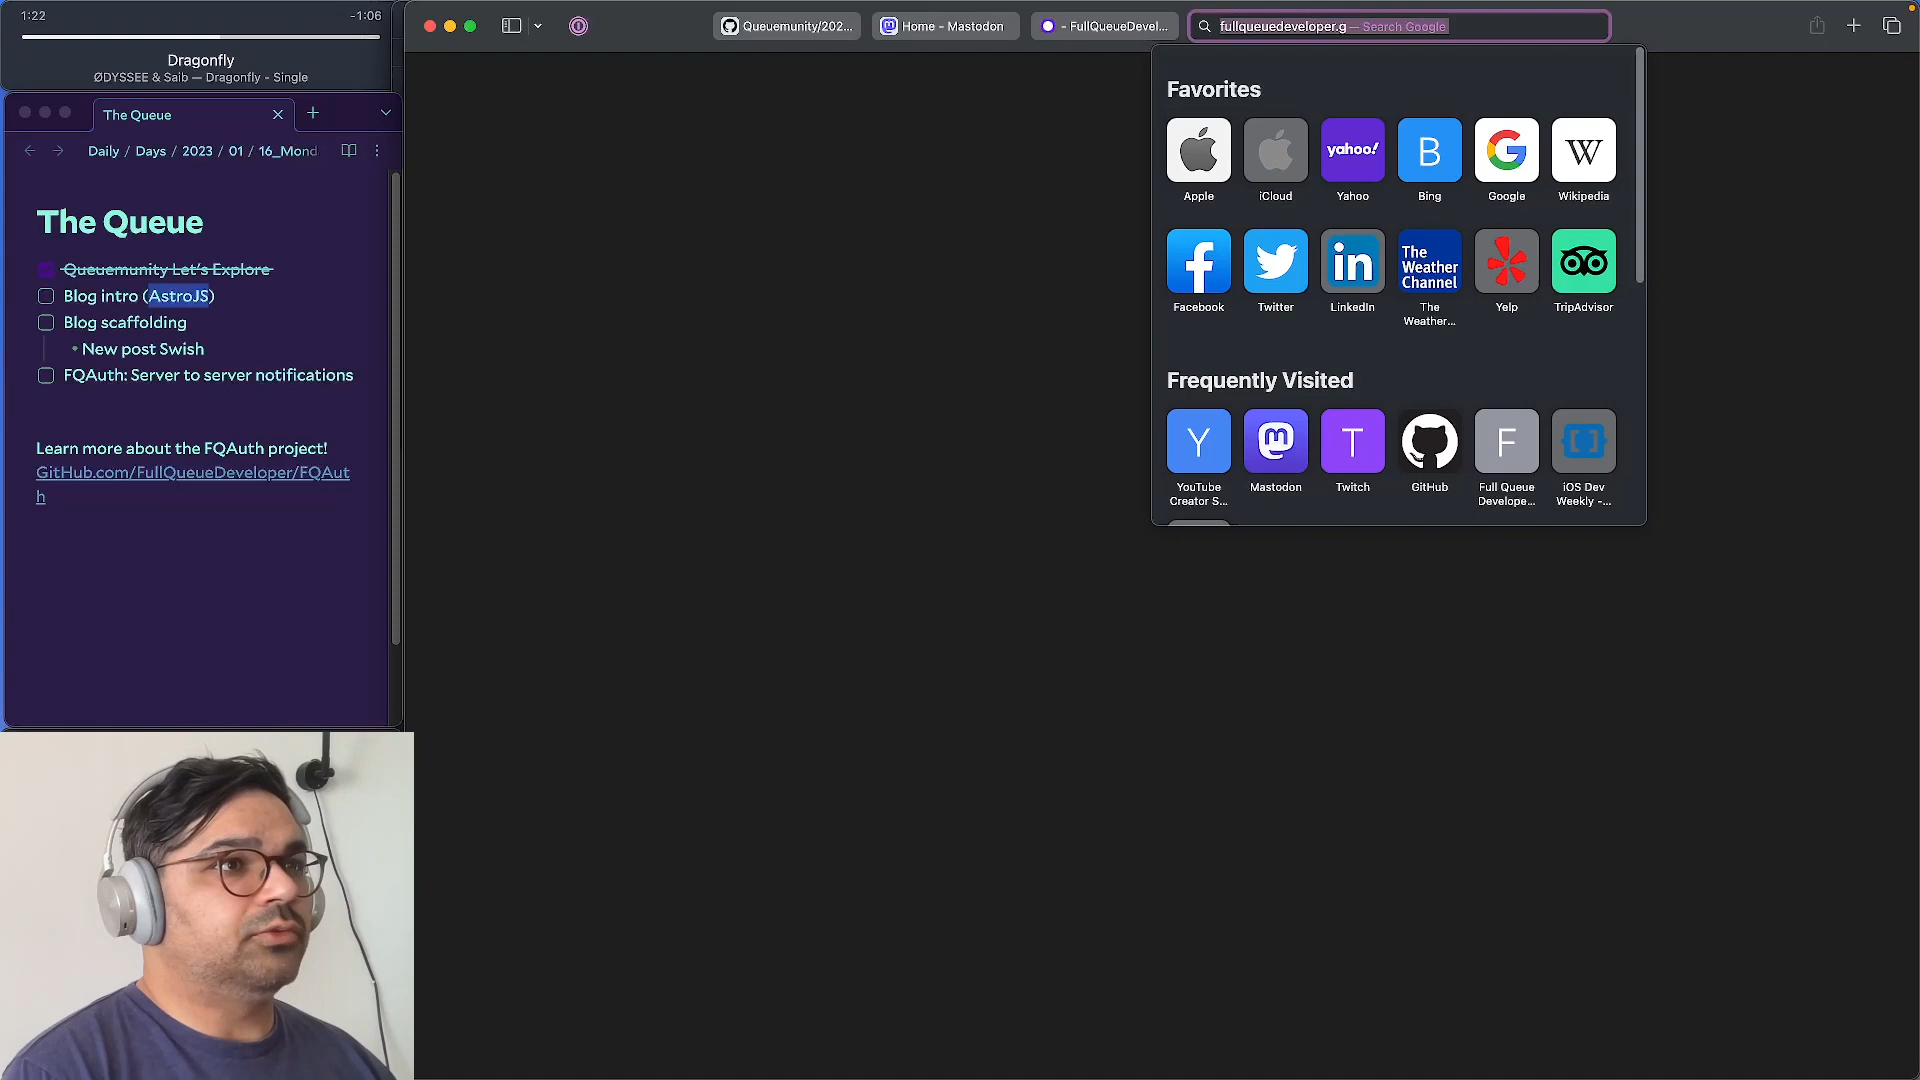 1:22
-1:06
Dragonfly
ØDYSSEE & Saib — Dragonfly - Single
The Queue
Daily / Days / 2023 / 01 / 16_Mond
The Queue
Queuemunity Let's Explore
Blog intro (AstroJS)
Blog scaffolding
• New post Swish
FQAuth: Server to server notifications
Learn more about the FQAuth project!
GitHub.com/FullQueueDeveloper/FQAut
h
Queuemunity/202...
Home - Mastodon
- FullQueueDevel...
fullqueuedeveloper.g — Search Google
Favorites
yahoo!
B
W
Apple
iCloud
Yahoo
Bing
Google
Wikipedia
The
Weather
Channel
Facebook
Twitter
LinkedIn
The
Weather...
Yelp
TripAdvisor
Frequently Visited
Y
T
F
YouTube
Creator S...
Mastodon
Twitch
GitHub
Full Queue
Develope...
iOS Dev
Weekly -...